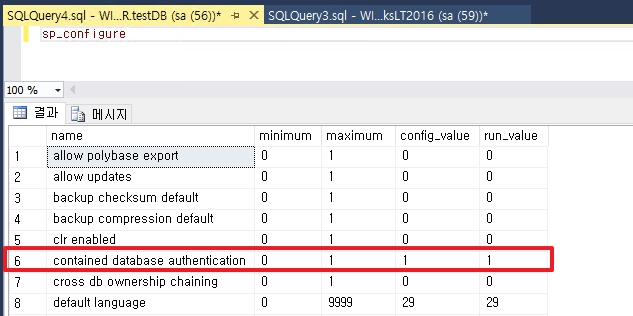 SQLQuery4.sql - WI...R.testDB (sa (56))* SQLQuery3.sql - WI...ksLT2016 (sa (59))*
sp_configure
100 %
결과 메시지
name minimum maximum config_value run_value
1 allow polybase export 0 1 0 0
2 allow updates 0 1 0 0
3 backup checksum default 0 1 0 0
4 backup compression default 0 1 0 0
5 clr enabled 0 1 0 0
6 contained database authentication 0 1 1 1
7 cross db ownership chaining 0 1 0 0
8 default language 0 9999 29 29